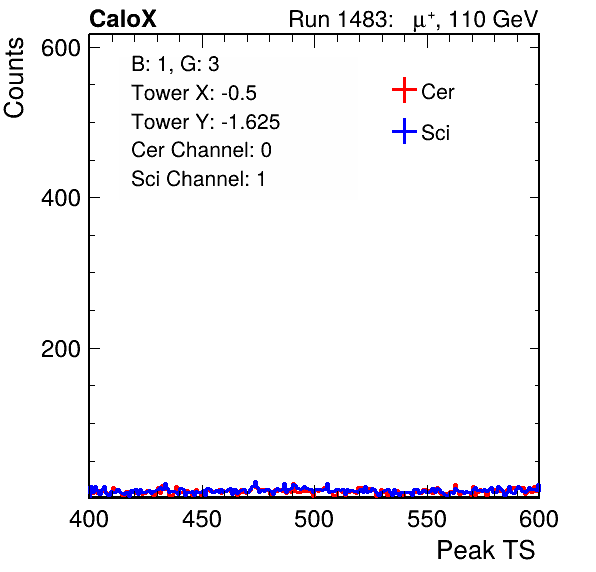 CaloX Run 1483: μ⁺, 110 GeV
Counts
600
400
200
B: 1, G: 3
Tower X: -0.5
Tower Y: -1.625
Cer Channel: 0
Sci Channel: 1
Cer
Sci
400 450 500 550 600
Peak TS